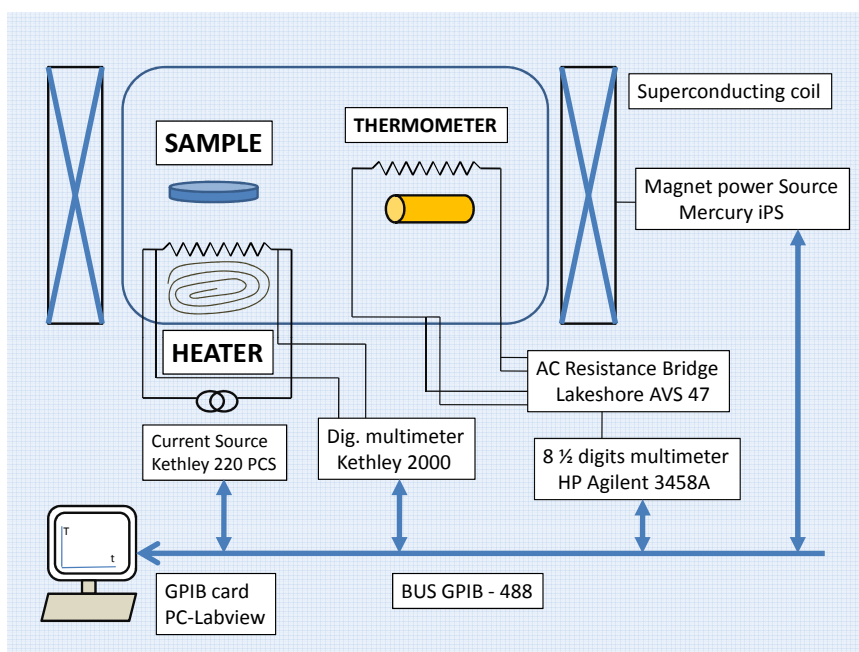 Superconducting coil
THERMOMETER
SAMPLE
Magnet power Source
Mercury iPS
HEATER
AC Resistance Bridge
Lakeshore AVS 47
Current Source
Kethley 220 PCS
Dig. multimeter
Kethley 2000
8 ½ digits multimeter
HP Agilent 3458A
T
t
GPIB card
PC-Labview
BUS GPIB - 488